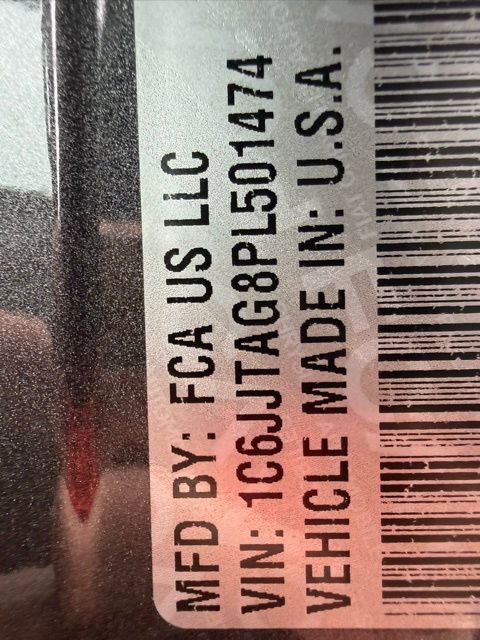 MFD BY: FCA US LLC
VIN: 1C6JJTAG8PL501474
VEHICLE MADE IN: U.S.A.